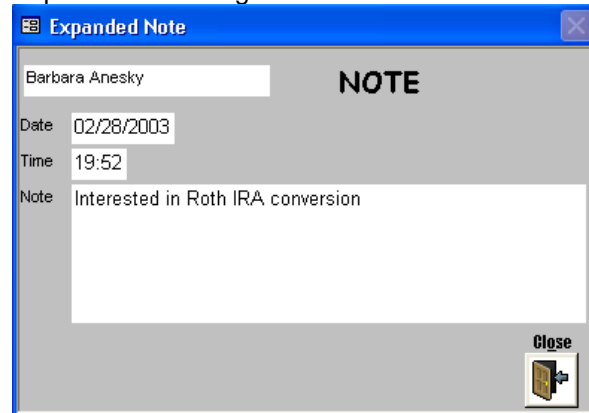 Expanded Note
Barbara Anesky
NOTE
Date 02/28/2003
Time 19:52
Note Interested in Roth IRA conversion
Close